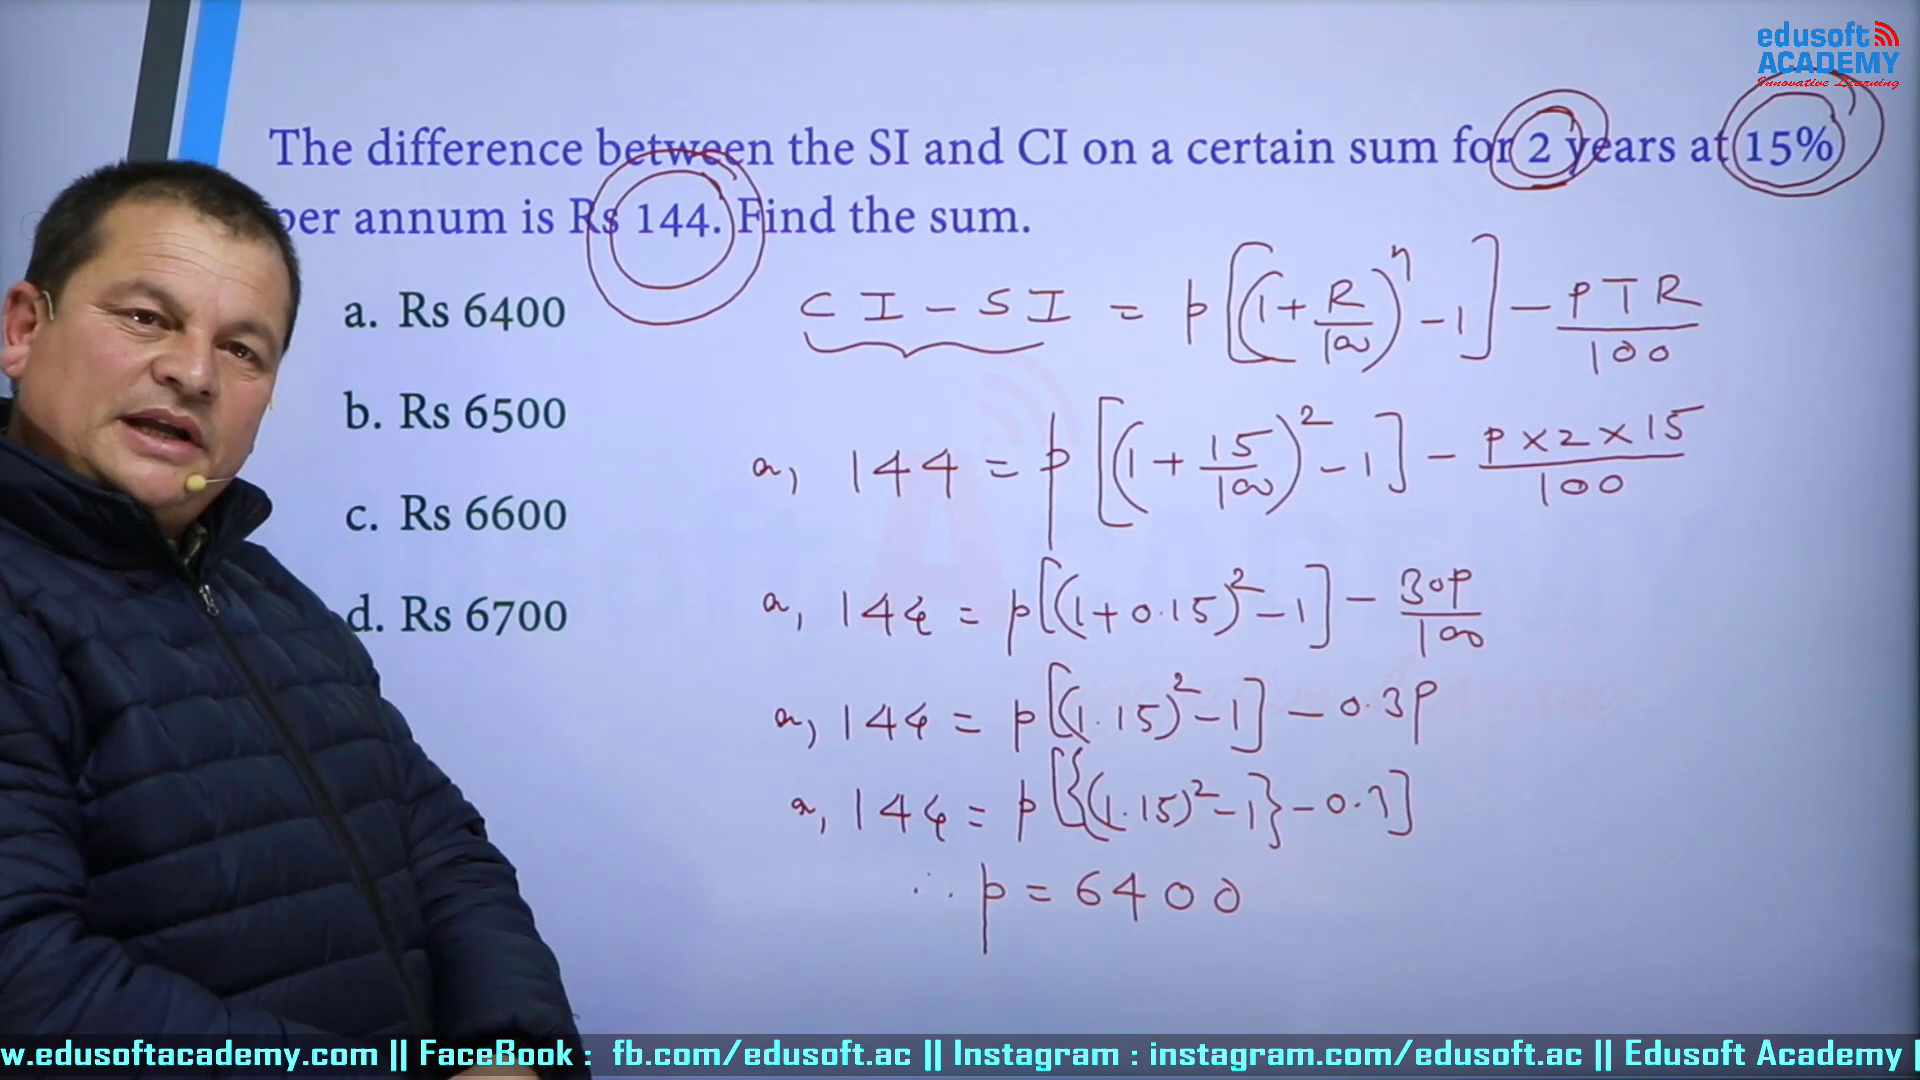 edusoft
ACADEMY
Innovative Learning
The difference between the SI and CI on a certain sum for 2 years at 15%
per annum is Rs 144. Find the sum.
a. Rs 6400
b. Rs 6500
c. Rs 6600
d. Rs 6700
CI - SI = p[(1 + R/100)^n - 1] - PTR/100
a, 144 = p[(1 + 15/100)^2 - 1] - P×2×15/100
a, 144 = p[(1+0.15)^2 - 1] - 30P/100
a, 144 = p[(1.15)^2 - 1] - 0.3P
a, 144 = p[{(1.15)^2 - 1} - 0.3]
∴ p = 6400
w.edusoftacademy.com || FaceBook : fb.com/edusoft.ac || Instagram : instagram.com/edusoft.ac || Edusoft Academy |